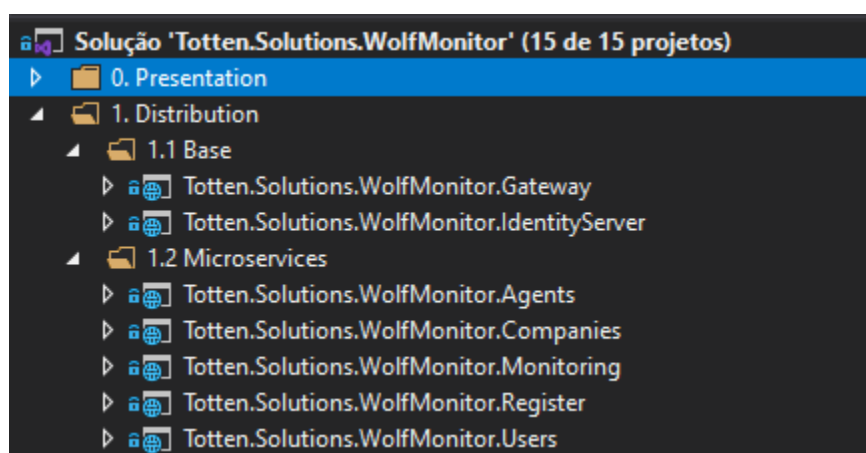 Solução 'Totten.Solutions.WolfMonitor' (15 de 15 projetos)
0. Presentation
1. Distribution
1.1 Base
Totten.Solutions.WolfMonitor.Gateway
Totten.Solutions.WolfMonitor.IdentityServer
1.2 Microservices
Totten.Solutions.WolfMonitor.Agents
Totten.Solutions.WolfMonitor.Companies
Totten.Solutions.WolfMonitor.Monitoring
Totten.Solutions.WolfMonitor.Register
Totten.Solutions.WolfMonitor.Users